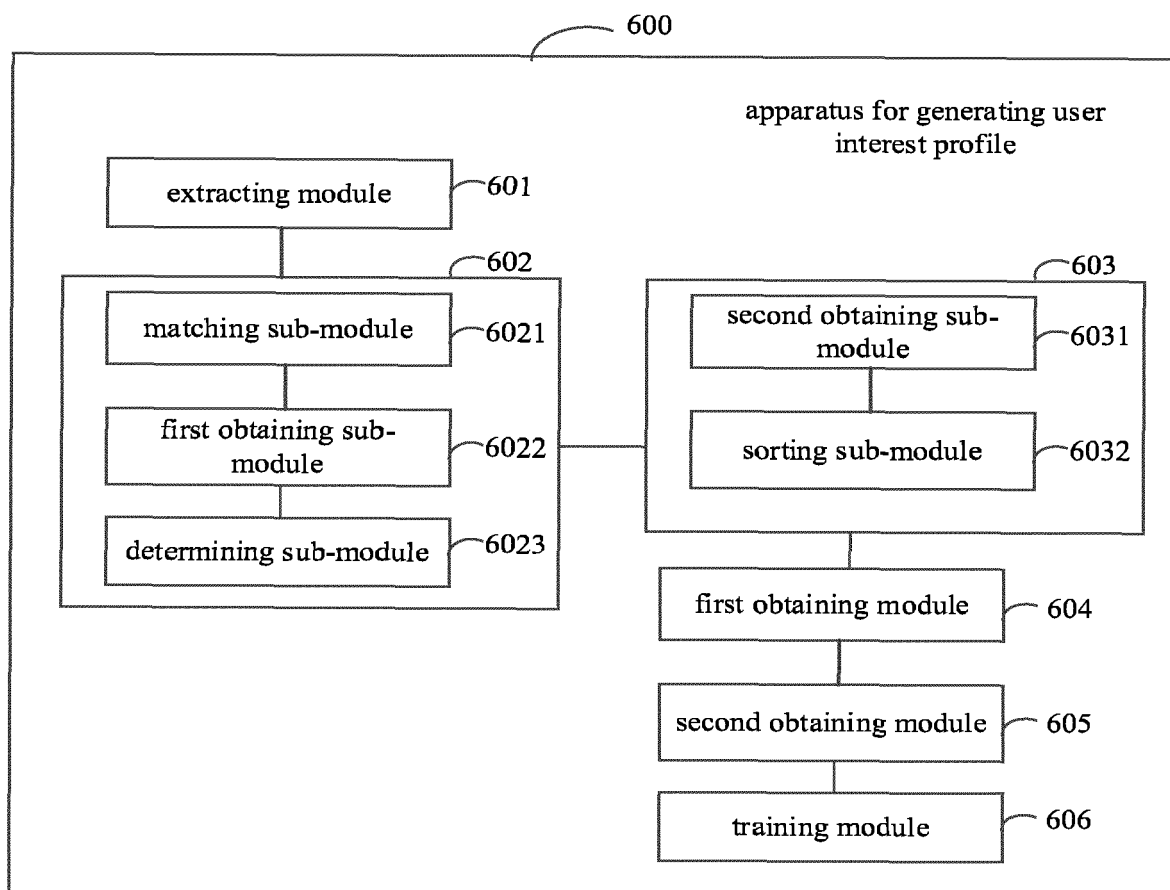 600
apparatus for generating user
interest profile
extracting module
601
602
matching sub-module
6021
first obtaining sub-
module
6022
determining sub-module
6023
603
second obtaining sub-
module
6031
sorting sub-module
6032
first obtaining module
604
second obtaining module
605
training module
606